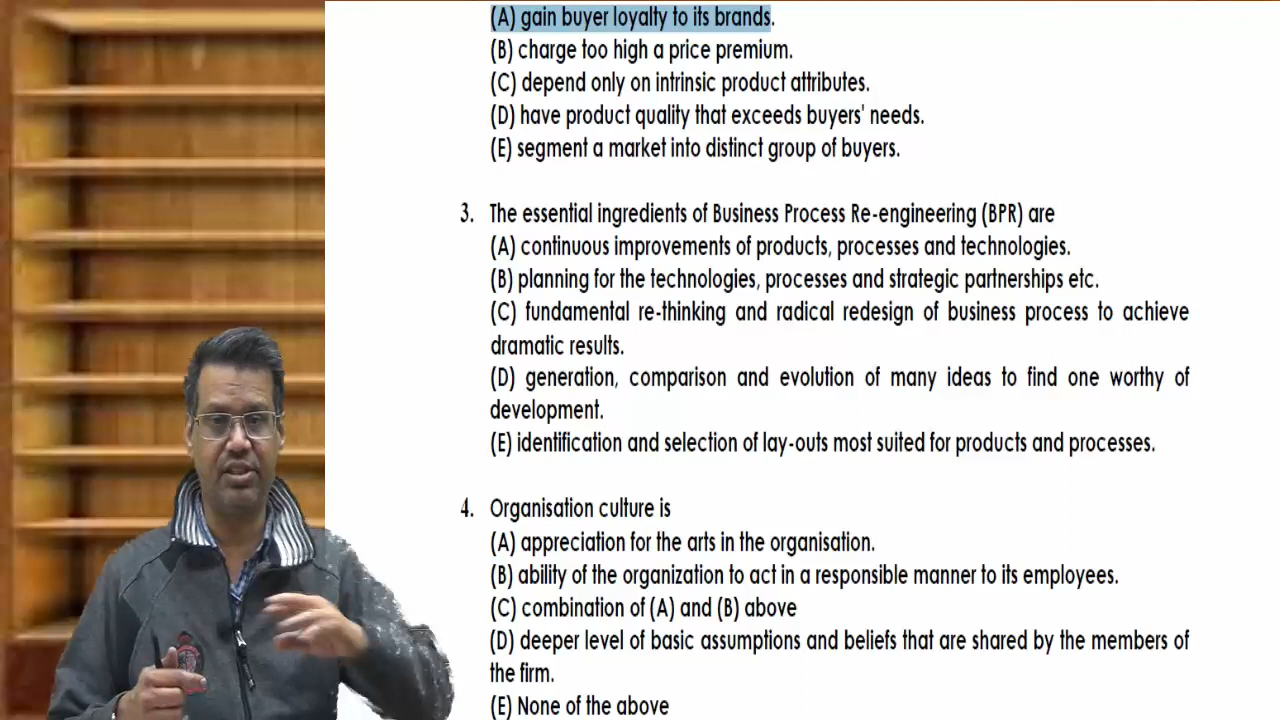 (A) gain buyer loyalty to its brands.
(B) charge too high a price premium.
(C) depend only on intrinsic product attributes.
(D) have product quality that exceeds buyers' needs.
(E) segment a market into distinct group of buyers.
3. The essential ingredients of Business Process Re-engineering (BPR) are
(A) continuous improvements of products, processes and technologies.
(B) planning for the technologies, processes and strategic partnerships etc.
(C) fundamental re-thinking and radical redesign of business process to achieve
dramatic results.
(D) generation, comparison and evolution of many ideas to find one worthy of
development.
(E) identification and selection of lay-outs most suited for products and processes.
4. Organisation culture is
(A) appreciation for the arts in the organisation.
(B) ability of the organization to act in a responsible manner to its employees.
(C) combination of (A) and (B) above
(D) deeper level of basic assumptions and beliefs that are shared by the members of
the firm.
(E) None of the above